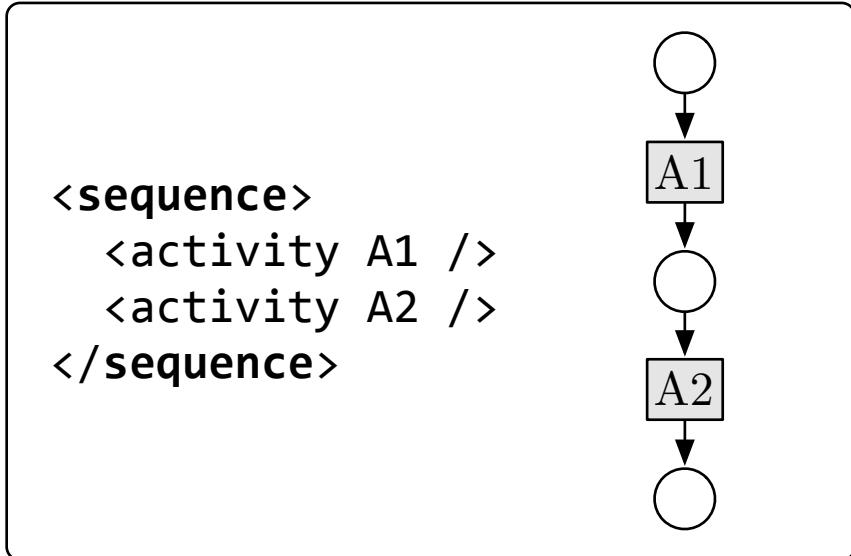 <sequence>
  <activity A1 />
  <activity A2 />
</sequence>
A1
A2